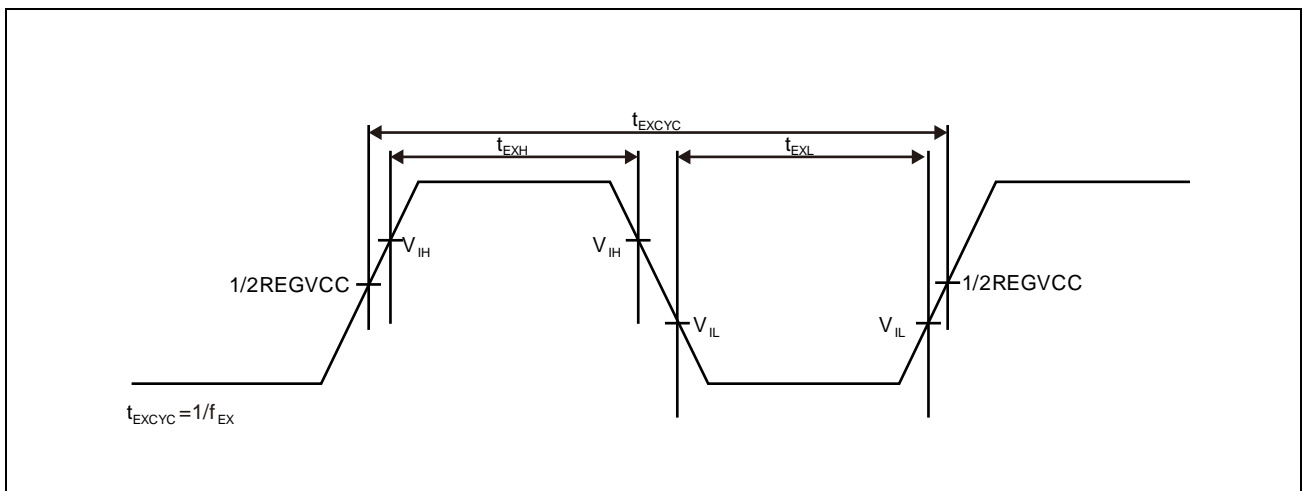 tEXCYC
tEXH
tEXL
VIH
VIH
1/2REGVCC
1/2REGVCC
VIL
VIL
tEXCYC=1/fEX